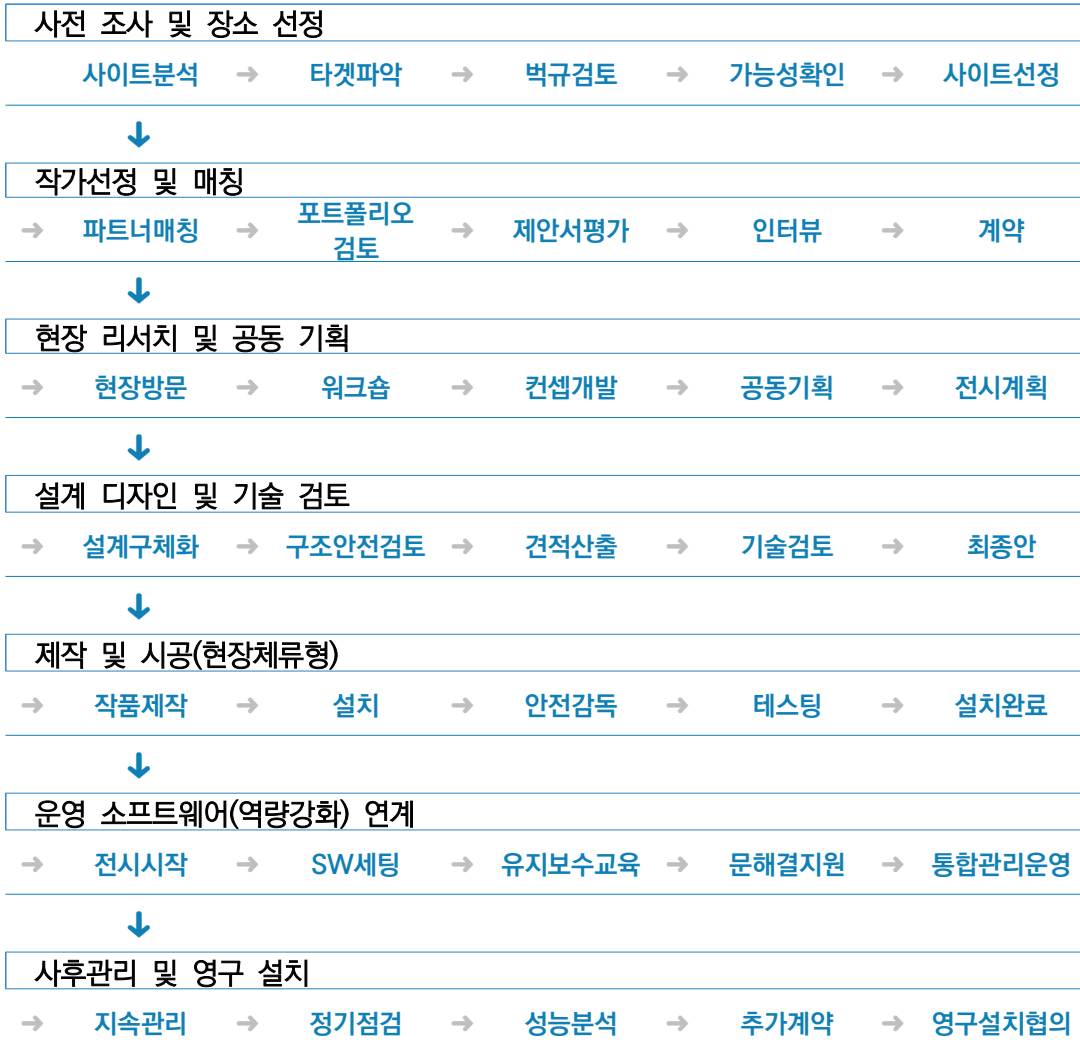 사전 조사 및 장소 선정
사이트분석 → 타겟파악 → 벅규검토 → 가능성확인 → 사이트선정
↓
작가선정 및 매칭
→ 파트너매칭 → 포트폴리오 검토 → 제안서평가 → 인터뷰 → 계약
↓
현장 리서치 및 공동 기획
→ 현장방문 → 워크숍 → 컨셉개발 → 공동기획 → 전시계획
↓
설계 디자인 및 기술 검토
→ 설계구체화 → 구조안전검토 → 견적산출 → 기술검토 → 최종안
↓
제작 및 시공(현장체류형)
→ 작품제작 → 설치 → 안전감독 → 테스팅 → 설치완료
↓
운영 소프트웨어(역량강화) 연계
→ 전시시작 → SW세팅 → 유지보수교육 → 문해결지원 → 통합관리운영
↓
사후관리 및 영구 설치
→ 지속관리 → 정기점검 → 성능분석 → 추가계약 → 영구설치협의